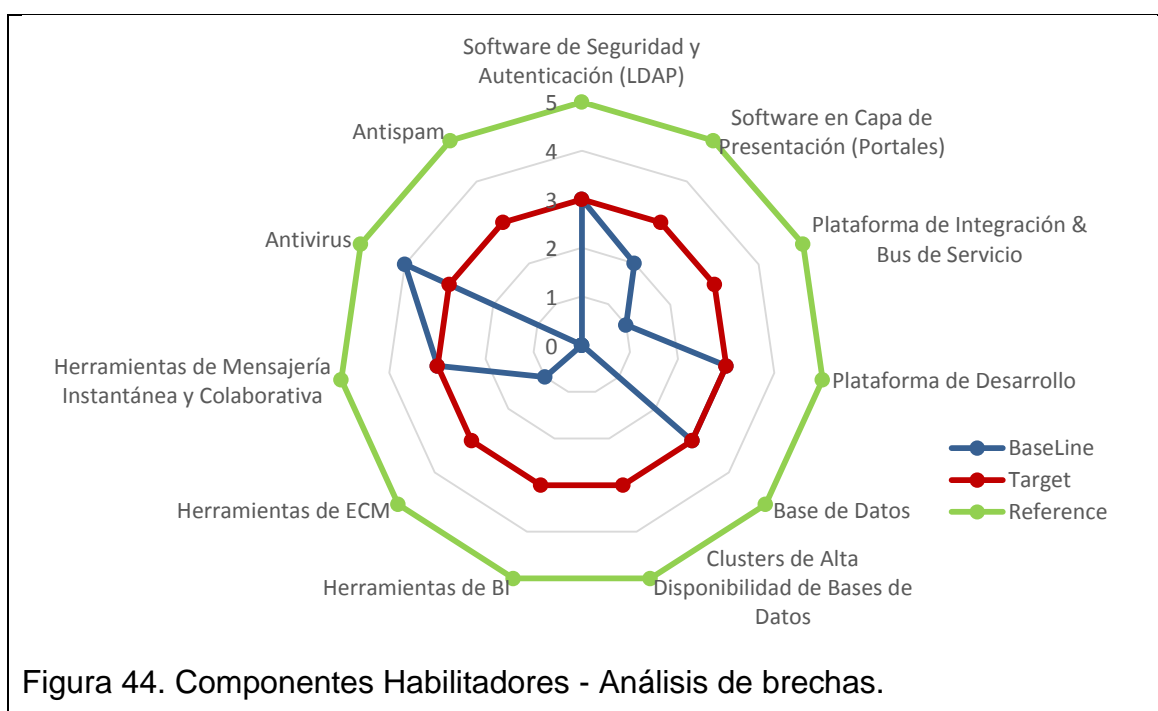 Software de Seguridad y
Autenticación (LDAP)
5
Software en Capa de
Presentación (Portales)
Antispam
4
3
Plataforma de Integración &
Bus de Servicio
Antivirus
2
1
0
Herramientas de Mensajería
Instantánea y Colaborativa
Plataforma de Desarrollo
BaseLine
Target
Reference
Herramientas de ECM
Base de Datos
Clusters de Alta
Disponibilidad de Bases de
Datos
Herramientas de BI
Figura 44. Componentes Habilitadores - Análisis de brechas.